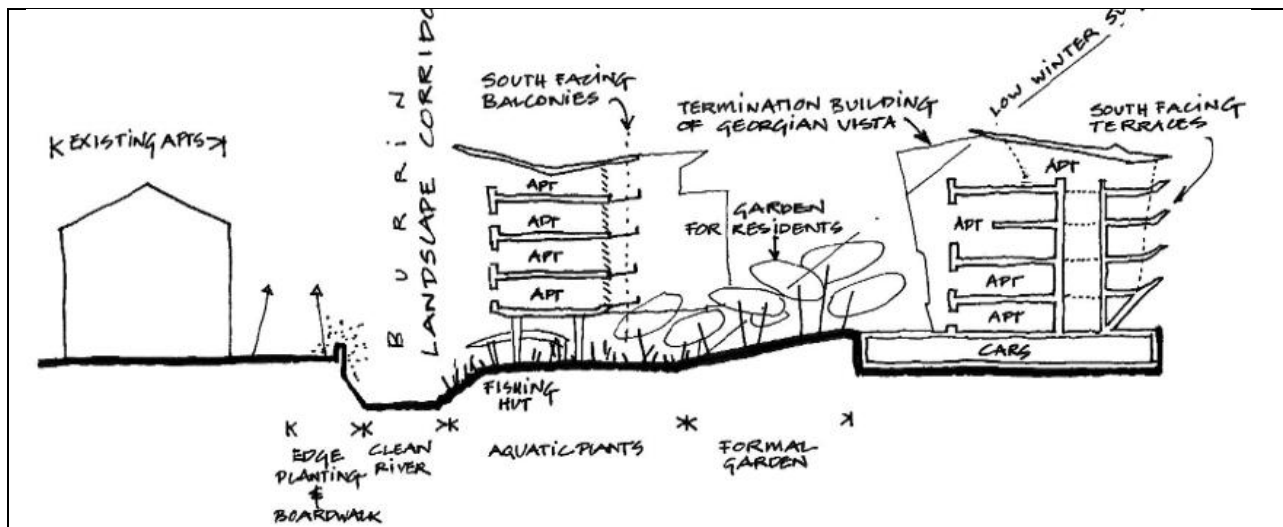 K EXISTING APTS
BURRiN
LANDSCAPE CORRIDO
SOUTH FACING
BALCONIES
TERMINATION BUILDING
OF GEORGIAN VISTA
LOW WINTER
SOUTH FACING
TERRACES
APT
APT
APT
APT
GARDEN
FOR RESIDENTS
APT
APT
APT
APT
CARS
FISHING
HUT
EDGE
PLANTING
&
BOARDWALK
CLEAN
RIVER
AQUATIC PLANTS
FORMAL
GARDEN